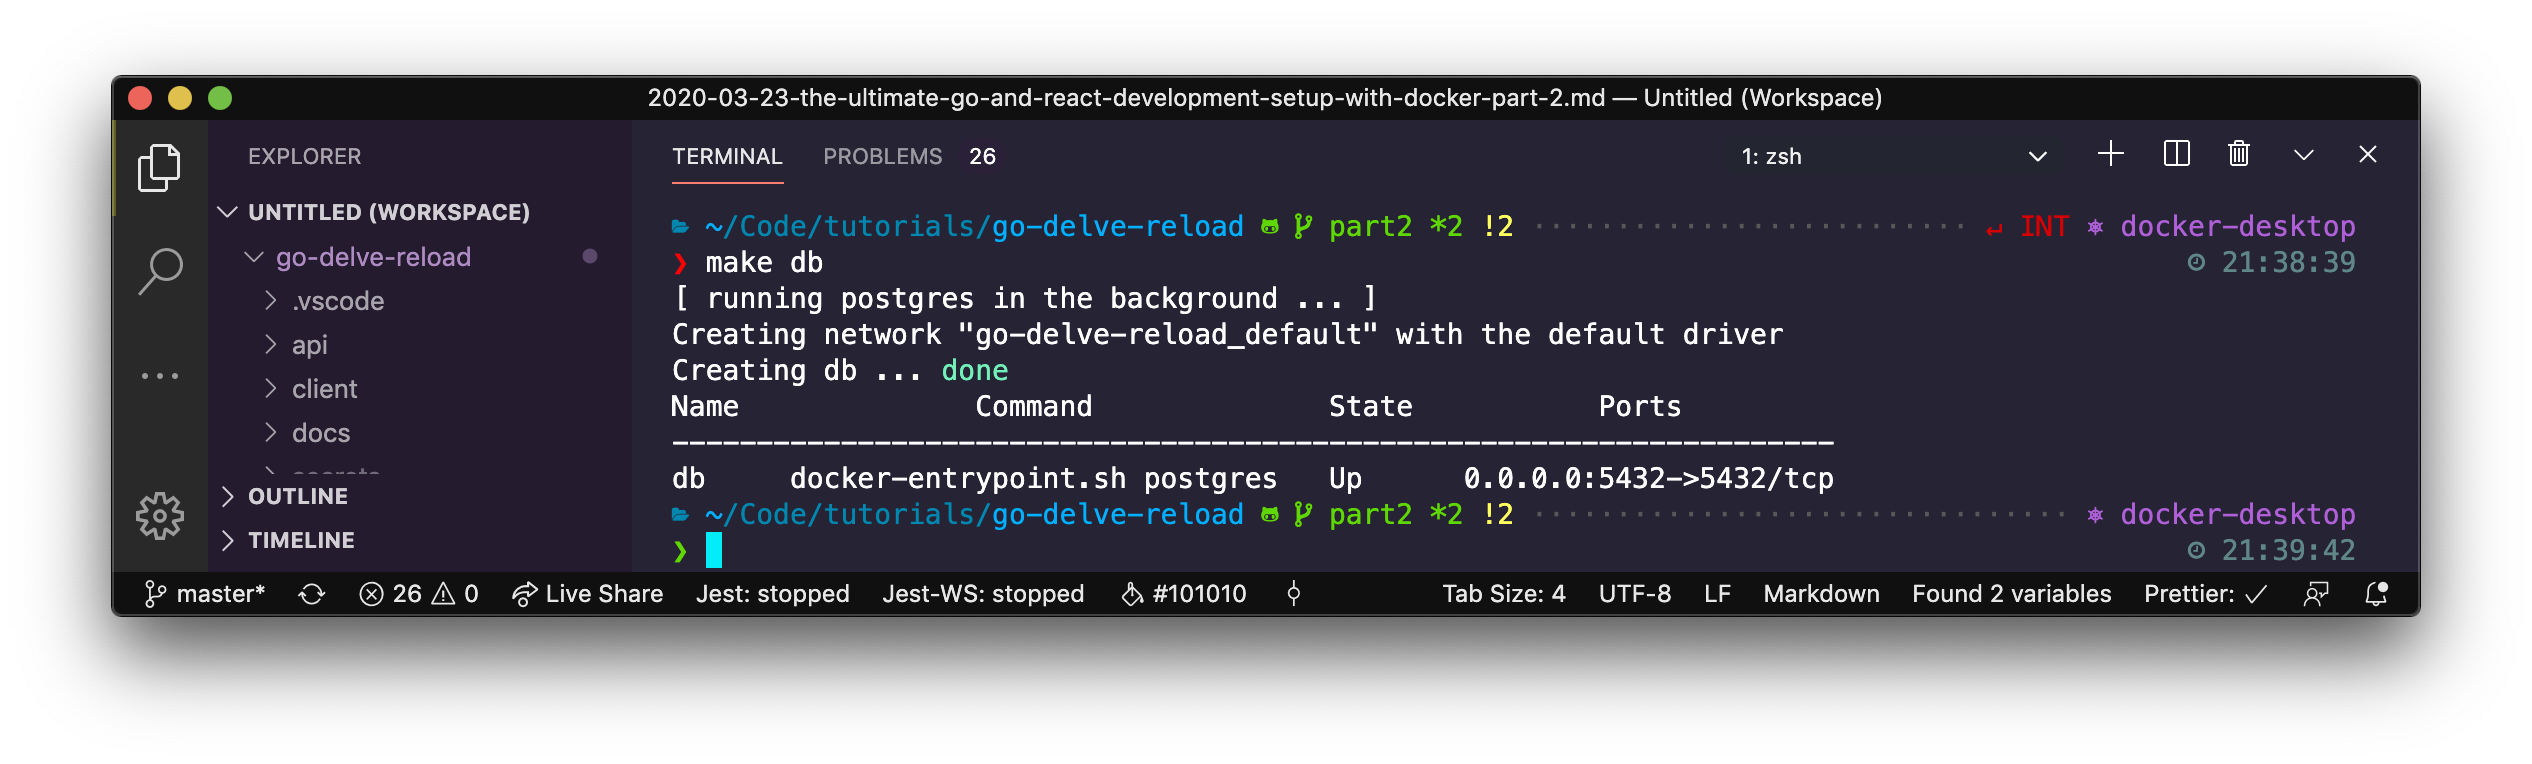 2020-03-23-the-ultimate-go-and-react-development-setup-with-docker-part-2.md — Untitled (Workspace)
EXPLORER
UNTITLED (WORKSPACE)
go-delve-reload
.vscode
api
client
docs
OUTLINE
TIMELINE
TERMINAL PROBLEMS 26 1: zsh
~/Code/tutorials/go-delve-reload part2 *2 !2 ↵ INT ⎈ docker-desktop
❯ make db 21:38:39
[ running postgres in the background ... ]
Creating network "go-delve-reload_default" with the default driver
Creating db ... done
Name Command State Ports
---------------------------------------------------------------------
db docker-entrypoint.sh postgres Up 0.0.0.0:5432->5432/tcp
~/Code/tutorials/go-delve-reload part2 *2 !2 ⎈ docker-desktop
❯ 21:39:42
master* 26 0 Live Share Jest: stopped Jest-WS: stopped #101010 Tab Size: 4 UTF-8 LF Markdown Found 2 variables Prettier: ✓